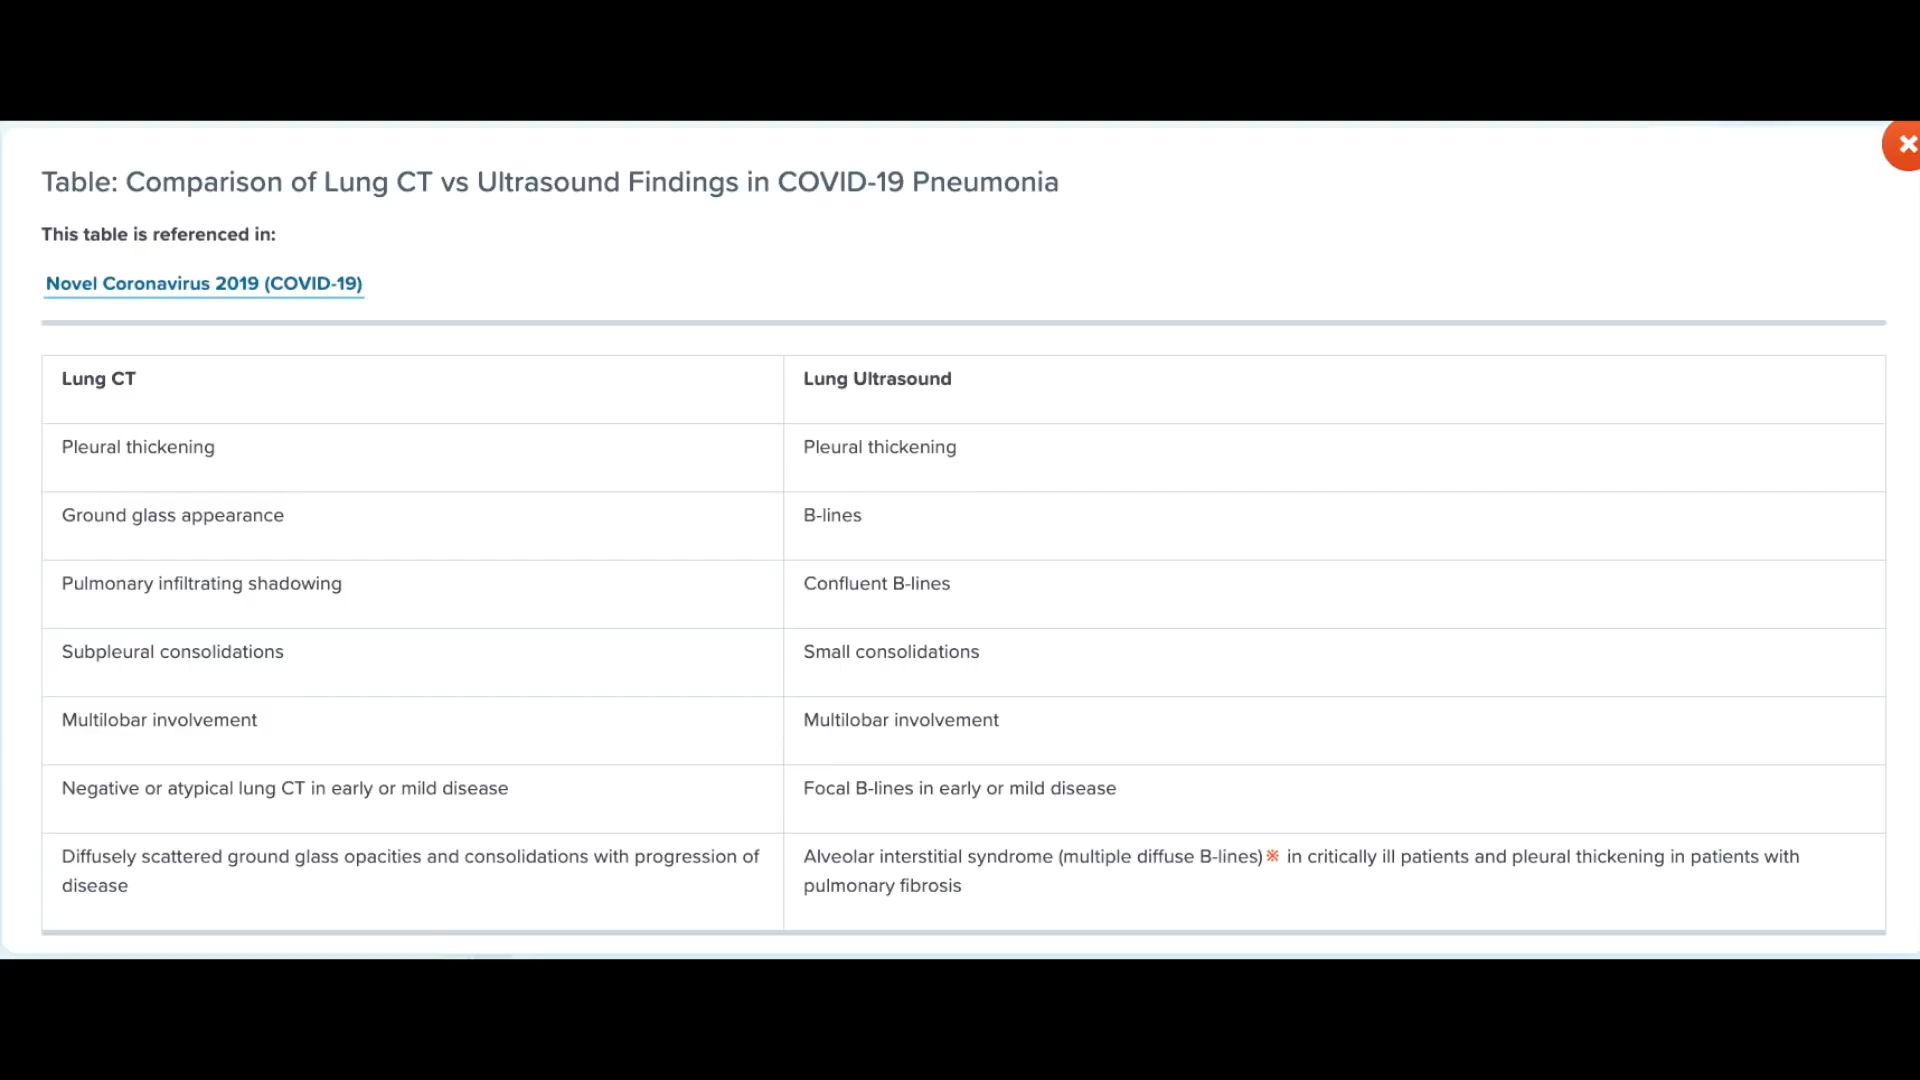 Table: Comparison of Lung CT vs Ultrasound Findings in COVID-19 Pneumonia
This table is referenced in:
Novel Coronavirus 2019 (COVID-19)
Lung CT
Lung Ultrasound
Pleural thickening
Pleural thickening
Ground glass appearance
B-lines
Pulmonary infiltrating shadowing
Confluent B-lines
Subpleural consolidations
Small consolidations
Multilobar involvement
Multilobar involvement
Negative or atypical lung CT in early or mild disease
Focal B-lines in early or mild disease
Diffusely scattered ground glass opacities and consolidations with progression of
disease
Alveolar interstitial syndrome (multiple diffuse B-lines)※ in critically ill patients and pleural thickening in patients with
pulmonary fibrosis